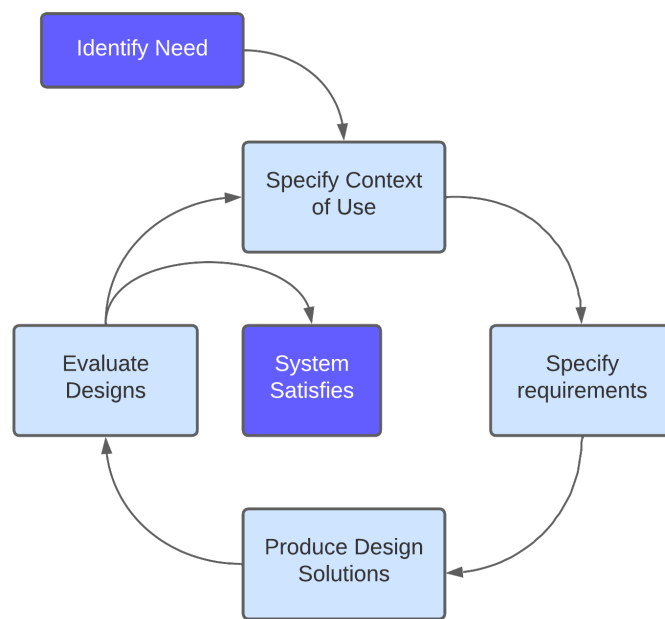 Identify Need
Specify Context
of Use
Evaluate
Designs
System
Satisfies
Specify
requirements
Produce Design
Solutions